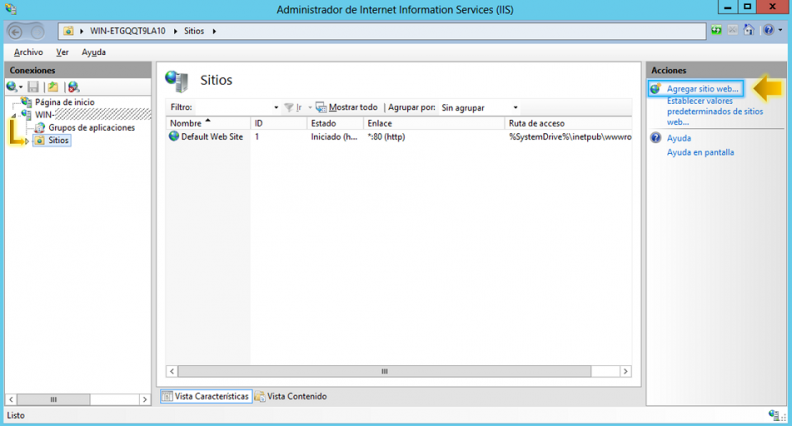 Administrador de Internet Information Services (IIS)
WIN-ETGQQT9LA10 Sitios
Archivo Ver Ayuda
Conexiones
Página de inicio
WIN-
Grupos de aplicaciones
Sitios
Sitios
Filtro: Ir Mostrar todo Agrupar por: Sin agrupar
Nombre ID Estado Enlace Ruta de acceso
Default Web Site 1 Iniciado (h... *:80 (http) %SystemDrive%\inetpub\wwwro
Vista Características Vista Contenido
Acciones
Agregar sitio web...
Establecer valores
predeterminados de sitios
web...
Ayuda
Ayuda en pantalla
Listo